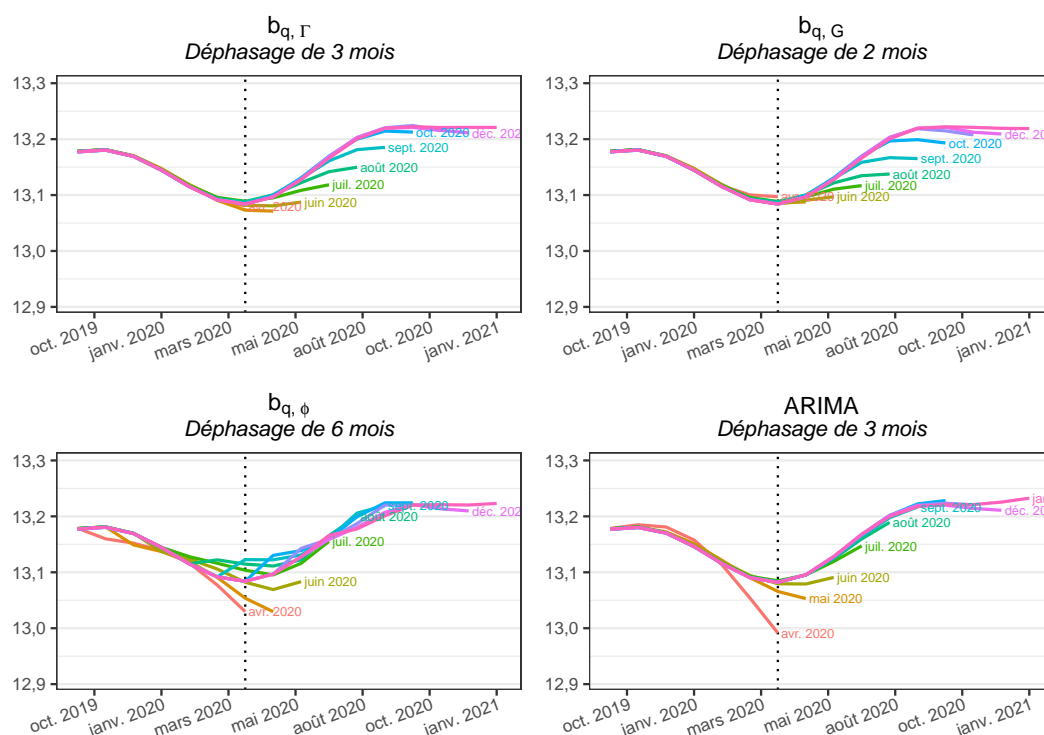 b_q, Γ
Déphasage de 3 mois
13,3
13,2
13,1
13,0
12,9
oct. 2020
déc. 202
sept. 2020
août 2020
juil. 2020
juin 2020
oct. 2019
janv. 2020
mars 2020
mai 2020
août 2020
oct. 2020
janv. 2021
b_q, G
Déphasage de 2 mois
13,3
13,2
13,1
13,0
12,9
déc. 202
oct. 2020
sept. 2020
août 2020
juil. 2020
juin 2020
oct. 2019
janv. 2020
mars 2020
mai 2020
août 2020
oct. 2020
janv. 2021
b_q, ϕ
Déphasage de 6 mois
13,3
13,2
13,1
13,0
12,9
sept. 2020
déc. 202
août 2020
juil. 2020
juin 2020
avr. 2020
oct. 2019
janv. 2020
mars 2020
mai 2020
août 2020
oct. 2020
janv. 2021
ARIMA
Déphasage de 3 mois
13,3
13,2
13,1
13,0
12,9
jan
sept. 2020
déc. 202
août 2020
juil. 2020
juin 2020
mai 2020
avr. 2020
oct. 2019
janv. 2020
mars 2020
mai 2020
août 2020
oct. 2020
janv. 2021